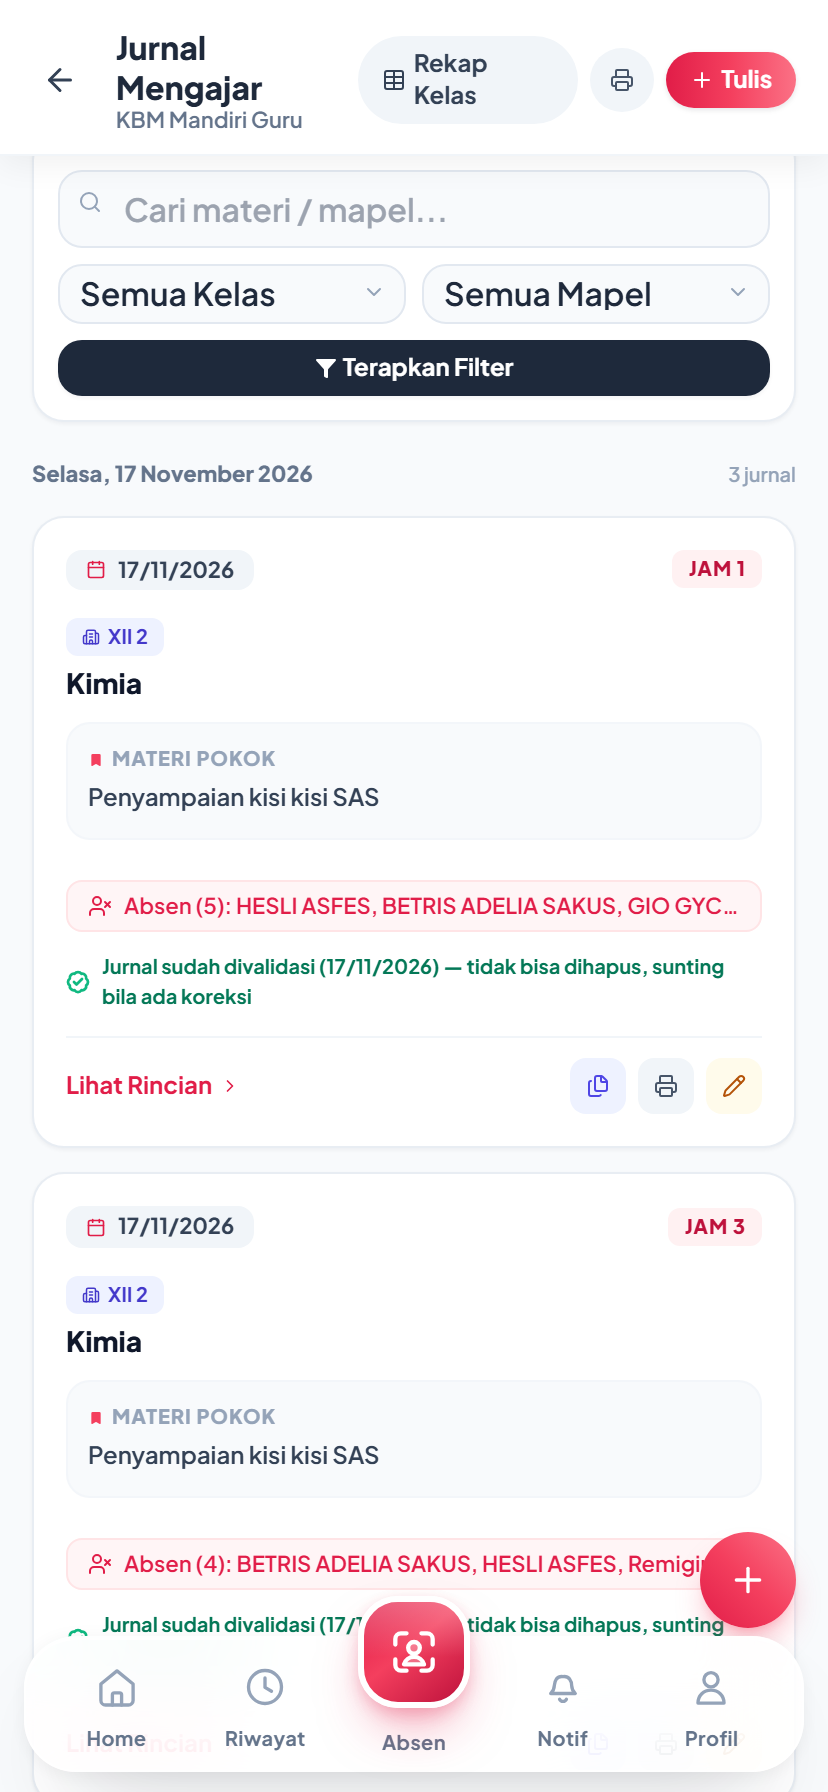 Jurnal
Mengajar
KBM Mandiri Guru
Rekap
Kelas
Tulis
Cari materi / mapel...
Semua Kelas
Semua Mapel
Terapkan Filter
Selasa, 17 November 2026
3 jurnal
17/11/2026
JAM 1
XII 2
Kimia
MATERI POKOK
Penyampaian kisi kisi SAS
Absen (5): HESLI ASFES, BETRIS ADELIA SAKUS, GIO GYC...
Jurnal sudah divalidasi (17/11/2026) — tidak bisa dihapus, sunting
bila ada koreksi
Lihat Rincian
17/11/2026
JAM 3
XII 2
Kimia
MATERI POKOK
Penyampaian kisi kisi SAS
Absen (4): BETRIS ADELIA SAKUS, HESLI ASFES,
Jurnal sudah divalidasi tidak bisa dihapus, sunting
Lihat Rincian
Home
Riwayat
Absen
Notif
Profil